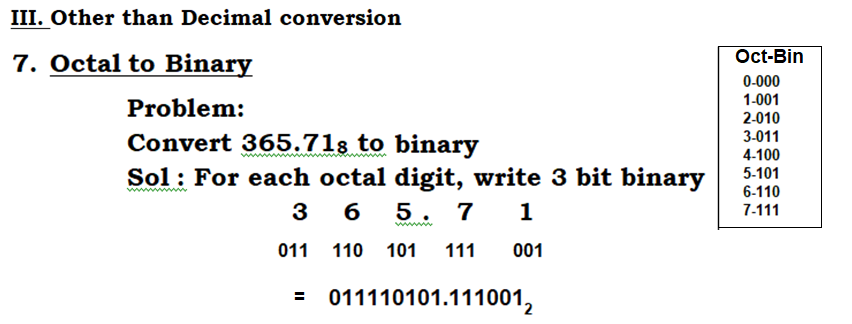 III. Other than Decimal conversion
7. Octal to Binary
Problem:
Convert 365.71₈ to binary
Sol : For each octal digit, write 3 bit binary
3 6 5 . 7 1
011 110 101 111 001
= 011110101.111001₂
Oct-Bin
0-000
1-001
2-010
3-011
4-100
5-101
6-110
7-111